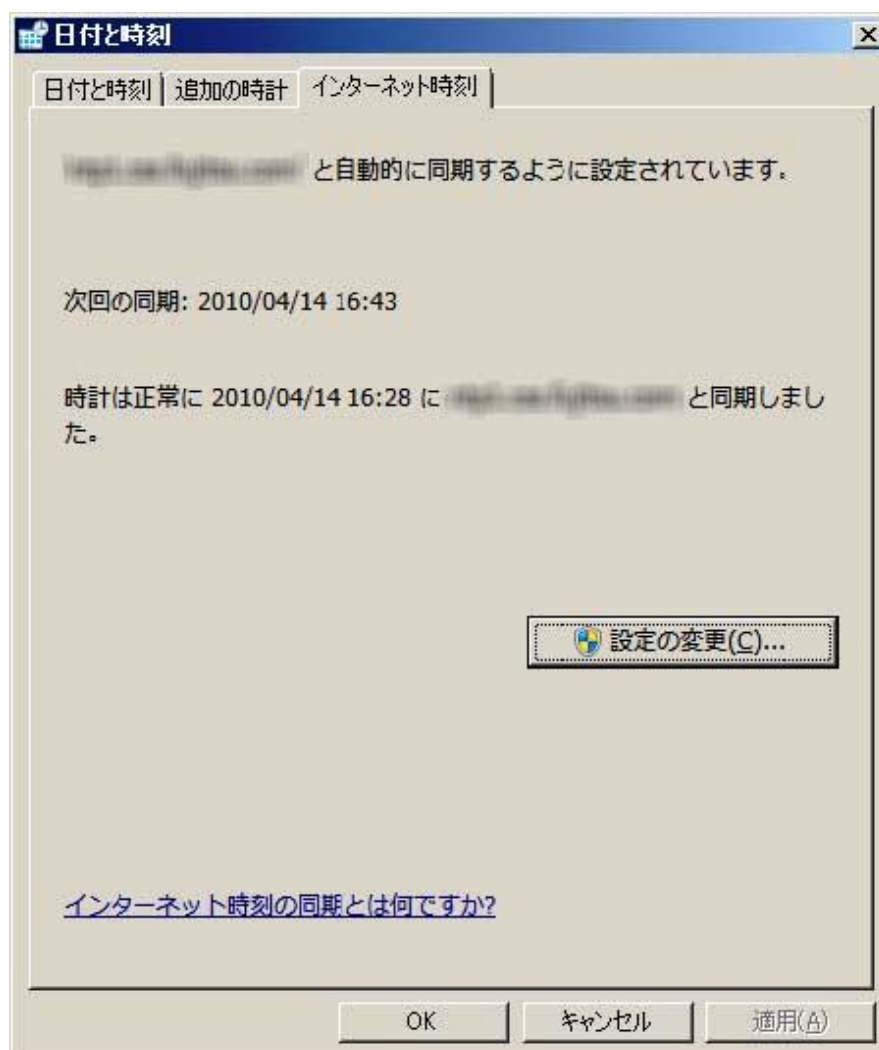 日付と時刻
日付と時刻 追加の時計 インターネット時刻
と自動的に同期するように設定されています。
次回の同期: 2010/04/14 16:43
時計は正常に 2010/04/14 16:28 に と同期しまし
た。
設定の変更(C)...
インターネット時刻の同期とは何ですか?
OK キャンセル 適用(A)